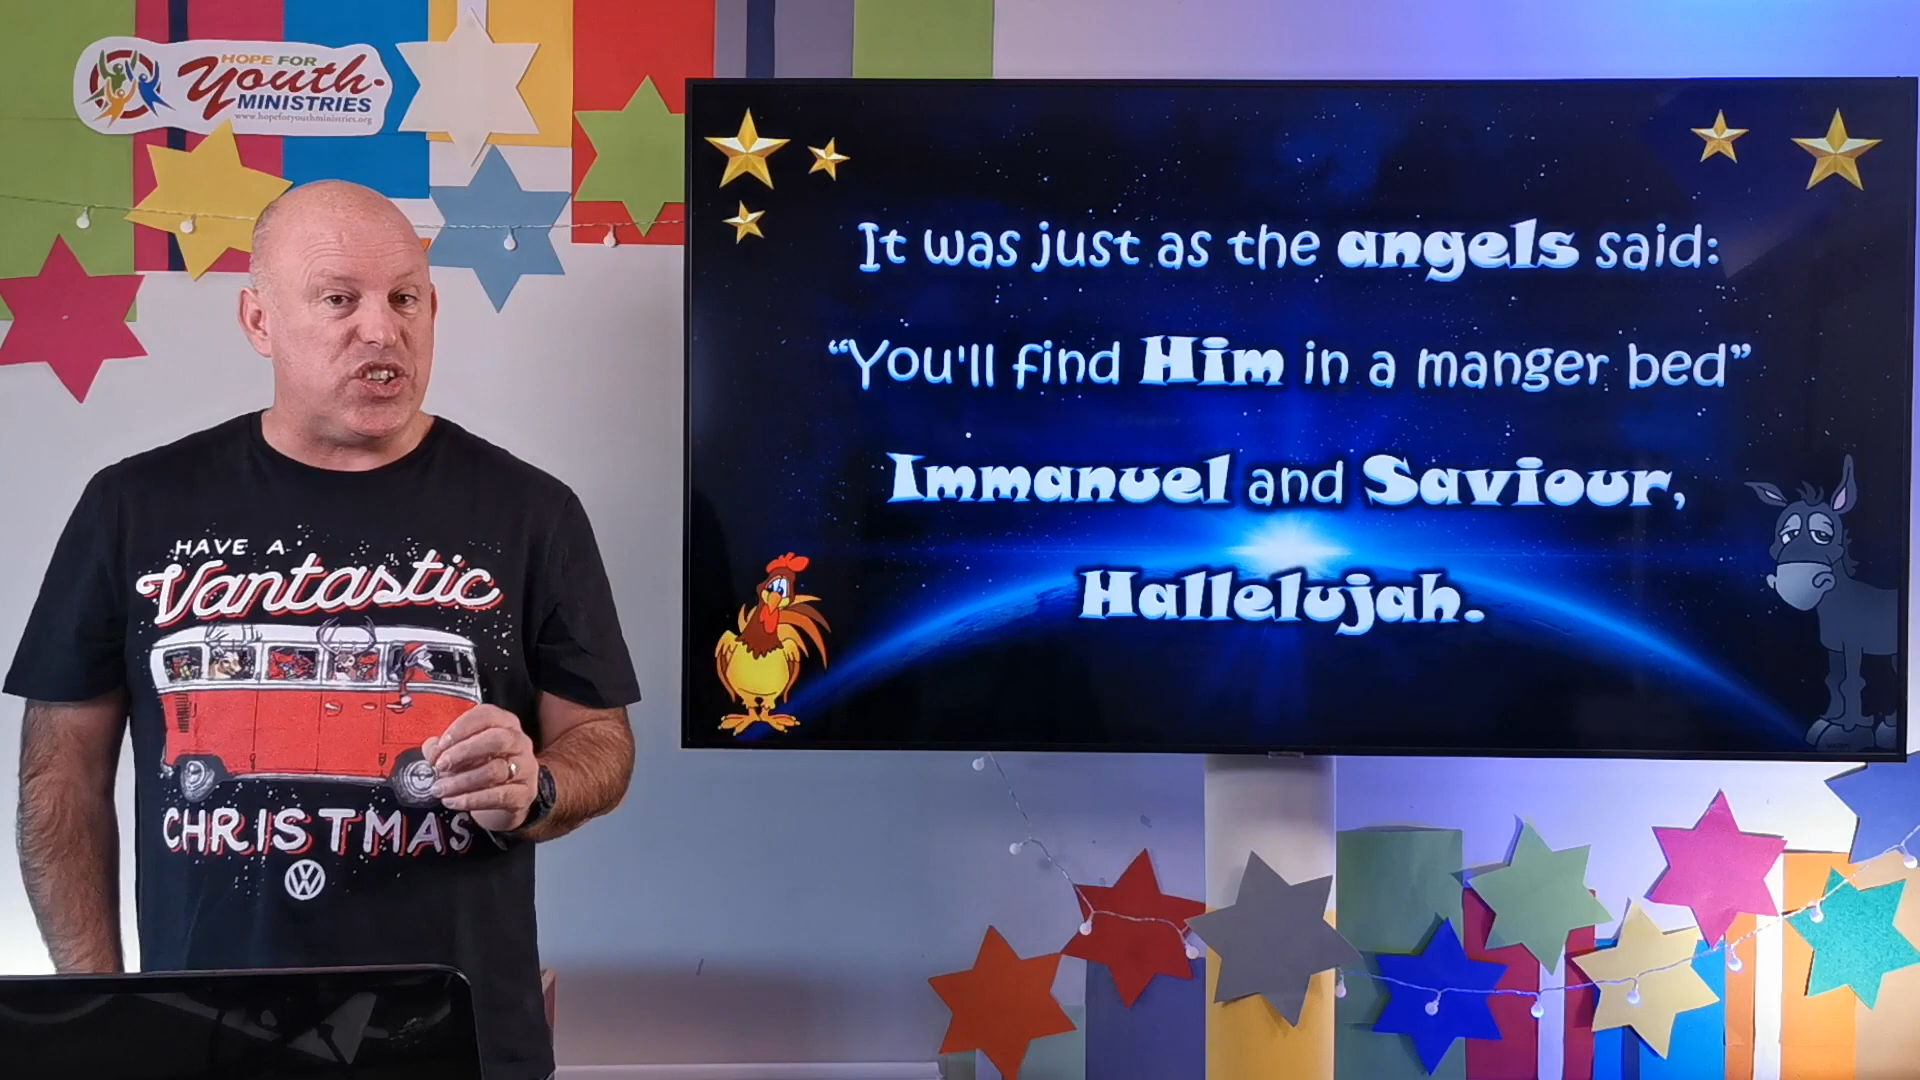 HOPE FOR
Youth
MINISTRIES
www.hopeforyouthministries.org
It was just as the angels said:
“You'll find Him in a manger bed”
Immanuel and Saviour,
Hallelujah.
HAVE A
Vantastic
CHRISTMAS
VW